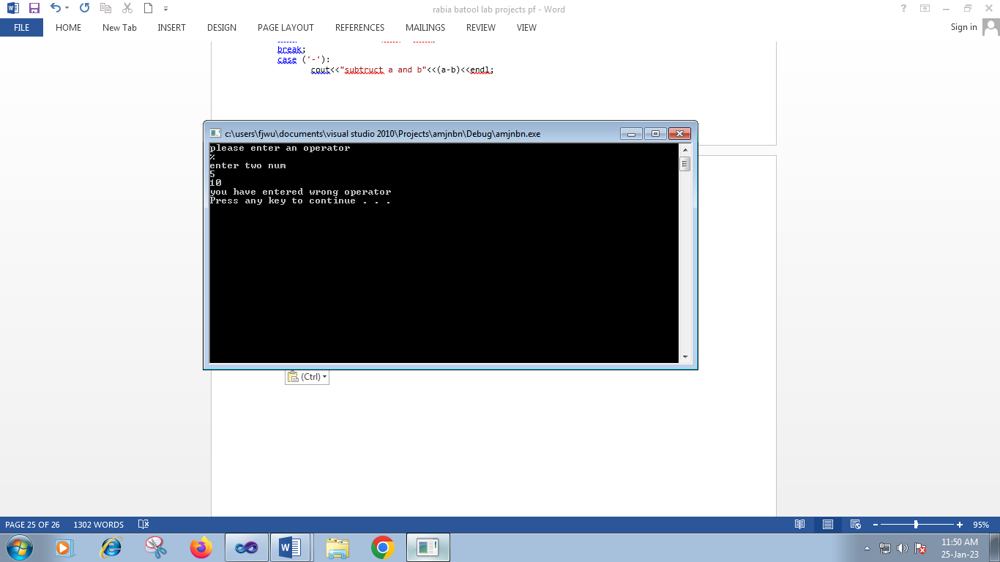 rabia batool lab projects pf - Word
FILE HOME New Tab INSERT DESIGN PAGE LAYOUT REFERENCES MAILINGS REVIEW VIEW Sign in
break;
case ('-'):
cout<<"subtruct a and b"<<(a-b)<<endl;
c:\users\fjwu\documents\visual studio 2010\Projects\amjnbn\Debug\amjnbn.exe
please enter an operator
%
enter two num
5
10
you have entered wrong operator
Press any key to continue . . .
(Ctrl)
PAGE 25 OF 26 1302 WORDS 95%
11:50 AM
25-Jan-23